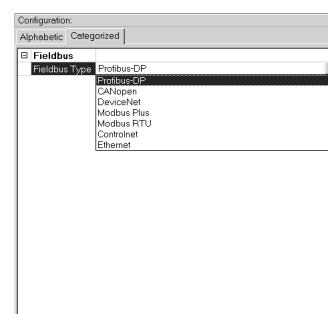 Configuration:
Alphabetic Categorized
Fieldbus
Fieldbus Type Profibus-DP
Profibus-DP
CANopen
DeviceNet
Modbus Plus
Modbus RTU
Controlnet
Ethernet